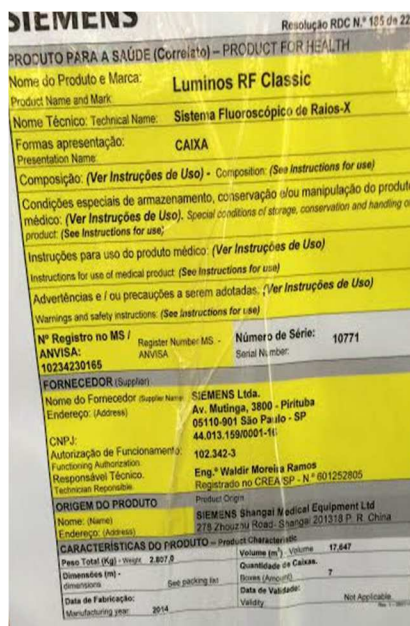 SIEMENS
Resolução RDC N.º 185 de 22
PRODUTO PARA A SAÚDE (Correlato) – PRODUCT FOR HEALTH
Nome do Produto e Marca: Luminos RF Classic
Product Name and Mark
Nome Técnico: Technical Name: Sistema Fluoroscópico de Raios-X
Formas apresentação: CAIXA
Presentation Name:
Composição: (Ver Instruções de Uso) - Composition: (See Instructions for use)
Condições especiais de armazenamento, conservação e/ou manipulação do produto
médico: (Ver Instruções de Uso). Special conditions of storage, conservation and handling of
product: (See Instructions for use)
Instruções para uso do produto médico: (Ver Instruções de Uso)
Instructions for use of medical product: (See Instructions for use)
Advertências e / ou precauções a serem adotadas. (Ver Instruções de Uso)
Warnings and safety instructions: (See Instructions for use)
Nº Registro no MS / Register Number MS - Número de Série: 10771
ANVISA: ANVISA Serial Number:
10234230165
FORNECEDOR (Supplier)
Nome do Fornecedor (Supplier Name: SIEMENS Ltda.
Endereço: (Address) Av. Mutinga, 3800 - Pirituba
05110-901 São Paulo - SP
CNPJ: 44.013.159/0001-16
Autorização de Funcionamento: 102.342-3
Functioning Authorization.
Responsável Técnico. Eng.º Waldir Moreira Ramos
Technician Reponsible. Registrado no CREA/SP - N.º 601252805
ORIGEM DO PRODUTO Product Origin
Nome: (Name) SIEMENS Shangai Medical Equipment Ltd
Endereço: (Address) 278 Zhouzhu Road- Shangai 201318 P. R. China
CARACTERÍSTICAS DO PRODUTO – Product Characteristic
Peso Total (Kg) - Weight 2.807,0 Volume (m³) Volume 17,647
Dimensões (m) - See packing list Quantidade de Caixas. 7
dimensions Boxes (Amount)
Data de Fabricação: 2014 Data de Validade: Not Applicable
Manufacturing year: Validity